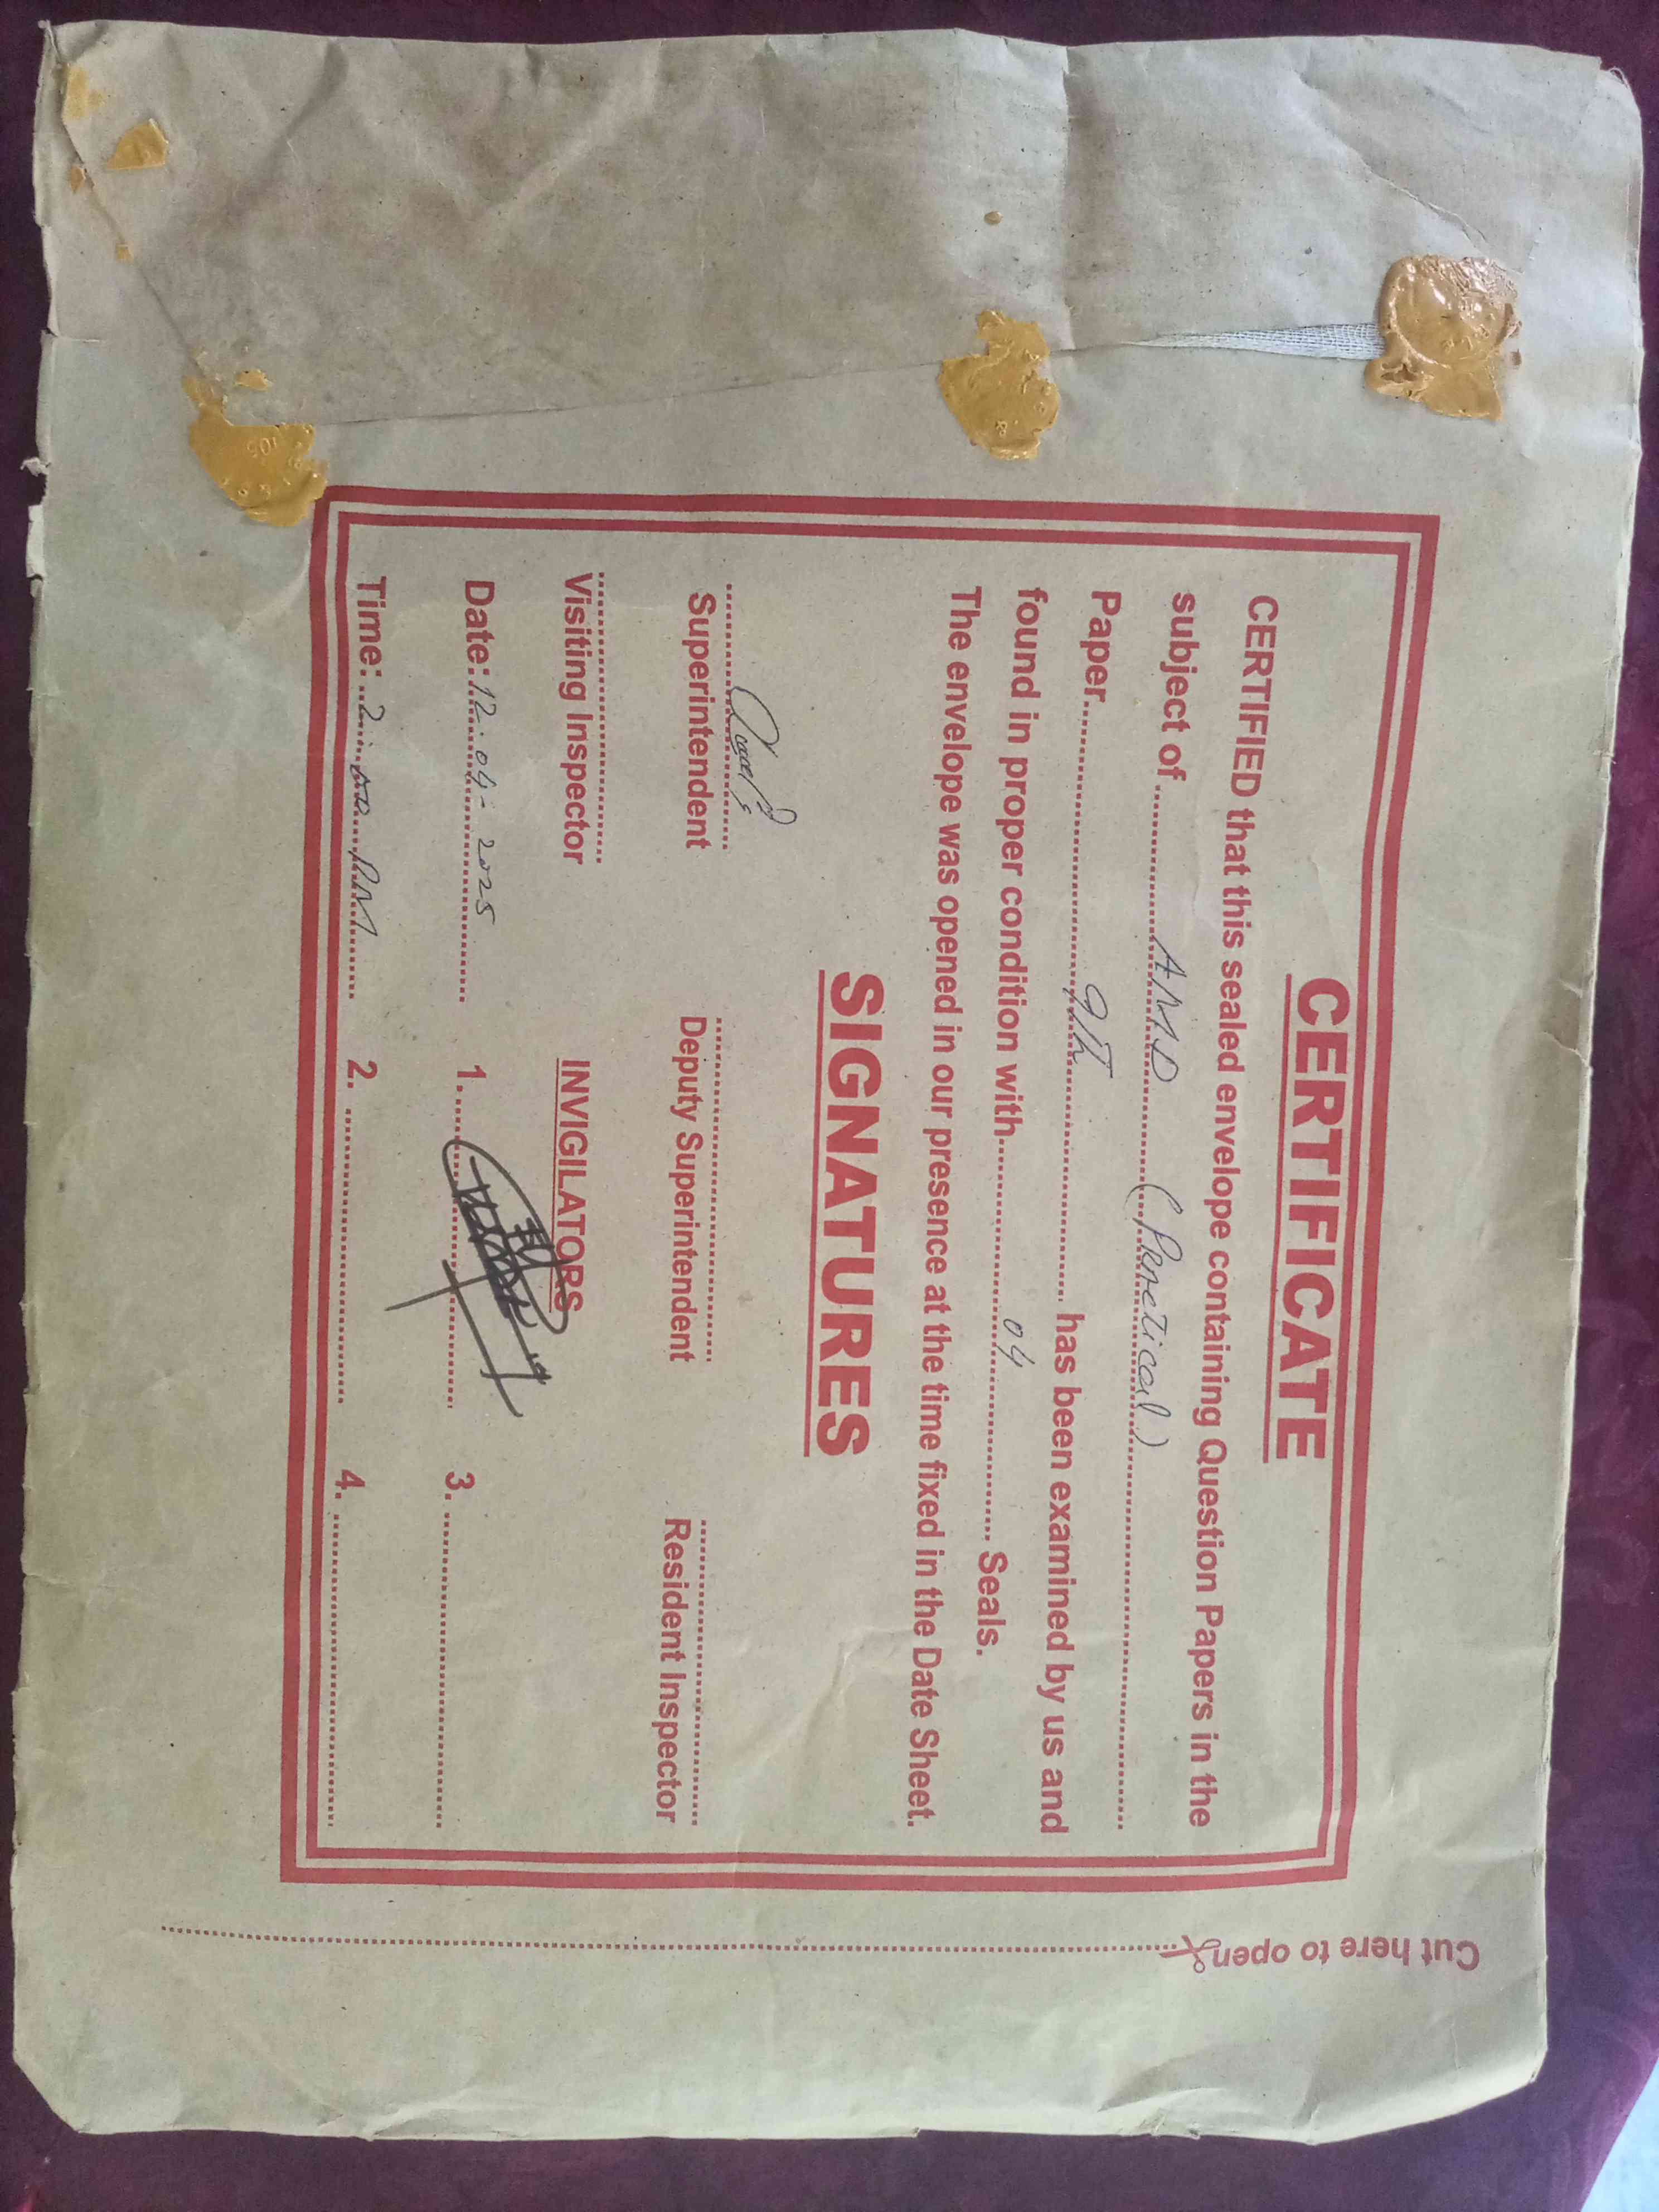 CERTIFICATE
CERTIFIED that this sealed envelope containing Question Papers in the
subject of ........ AMD ........ (Practical) ........
Paper ........ 9th ........ has been examined by us and
found in proper condition with ........ 04 ........ Seals.
The envelope was opened in our presence at the time fixed in the Date Sheet.
SIGNATURES
Superintendent Deputy Superintendent Resident Inspector
Visiting Inspector INVIGILATORS
Date: 12.04-2025 1. 3.
Time: 2:00 PM 2. 4.
Cut here to open
105